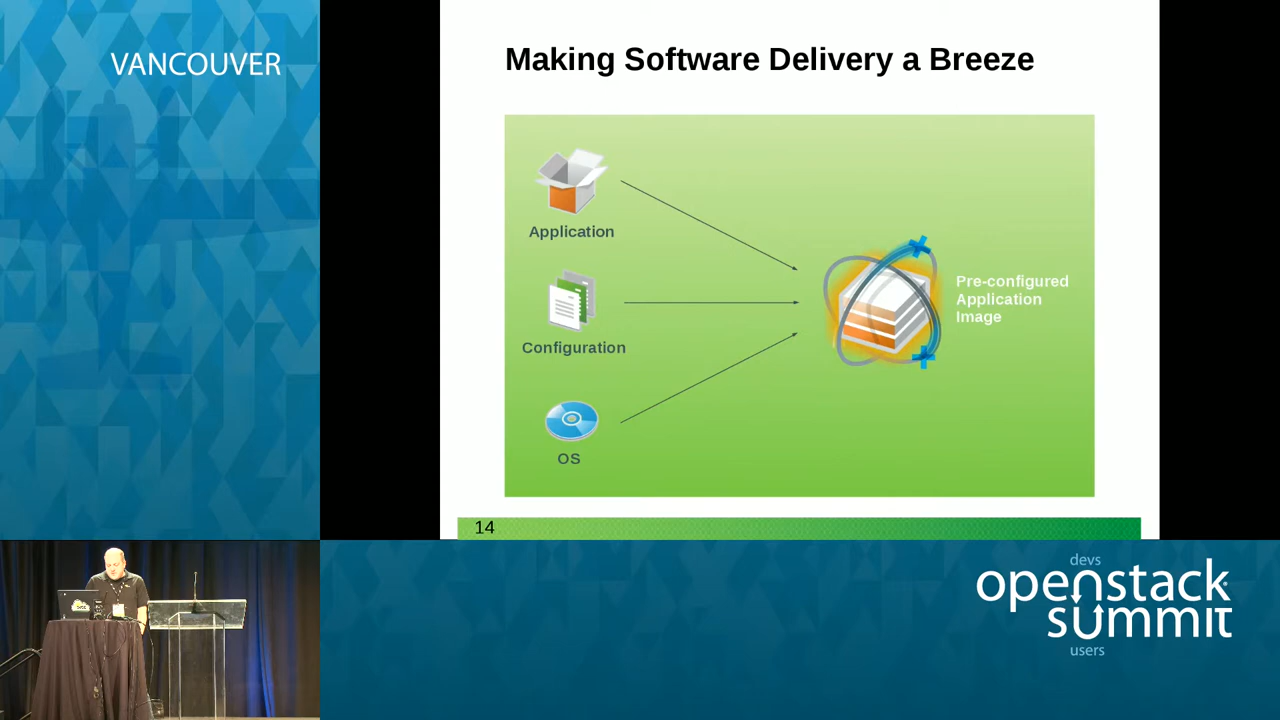 VANCOUVER
Making Software Delivery a Breeze
Application
Configuration
OS
Pre-configured
Application
Image
14
devs
openstack
summit
users